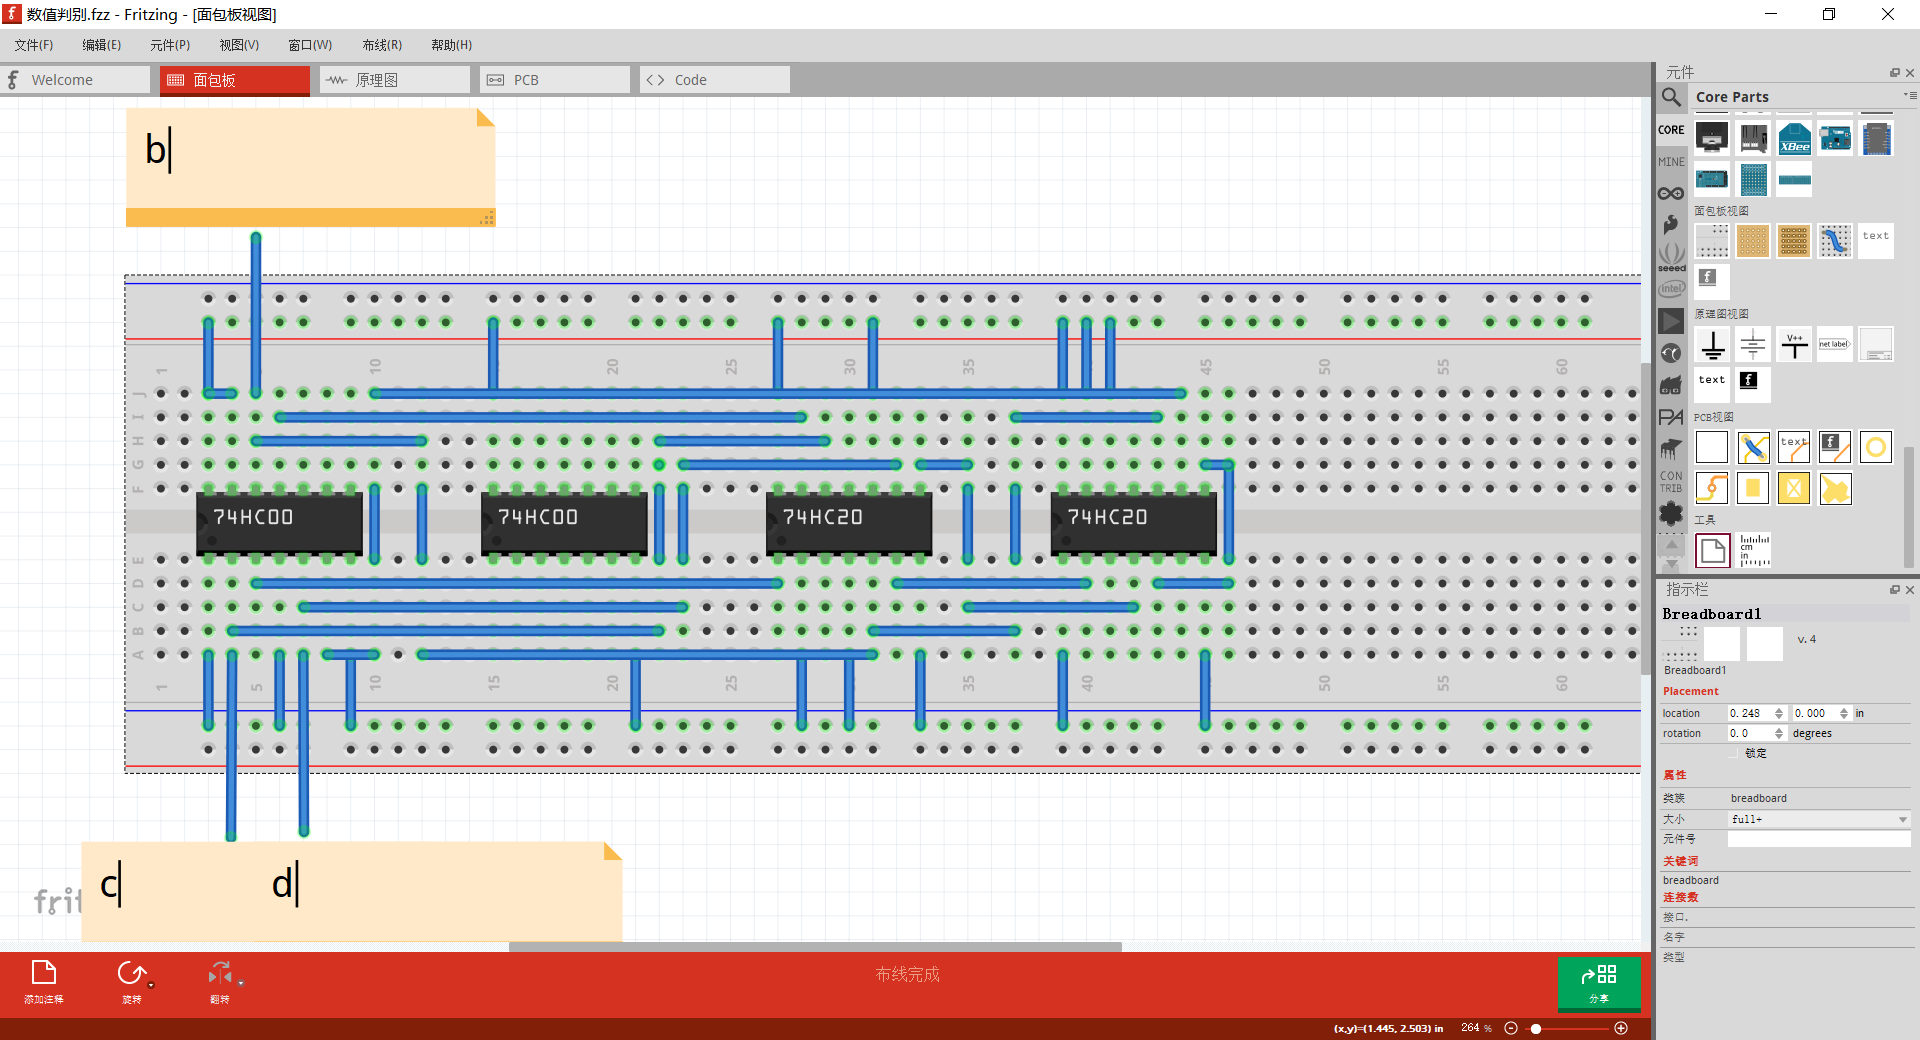 数值判别.fzz - Fritzing - [面包板视图]
文件(F) 编辑(E) 元件(P) 视图(V) 窗口(W) 布线(R) 帮助(H)
Welcome 面包板 原理图 PCB Code
元件
Core Parts
CORE
MINE
seeed
intel
PA
CON
TRIB
XBee
面包板视图
text
原理图视图
V++
net label
text
PCB视图
text
工具
cm
in
b
1 10 15 20 25 30 35 40 45 50 55 60
J
I
H
G
F
74HC00 74HC00 74HC20 74HC20
E
D
C
B
A
1 5 10 15 20 25 30 35 40 50 55 60
c d
frit
指示栏
Breadboard1
v. 4
Breadboard1
Placement
location 0.248 0.000 in
rotation 0.0 degrees
锁定
属性
类族 breadboard
大小 full+
元件号
关键词
breadboard
连接数
接口.
名字
类型
添加注释 旋转 翻转
布线完成
分享
(x,y)=(1.445, 2.503) in 264 %